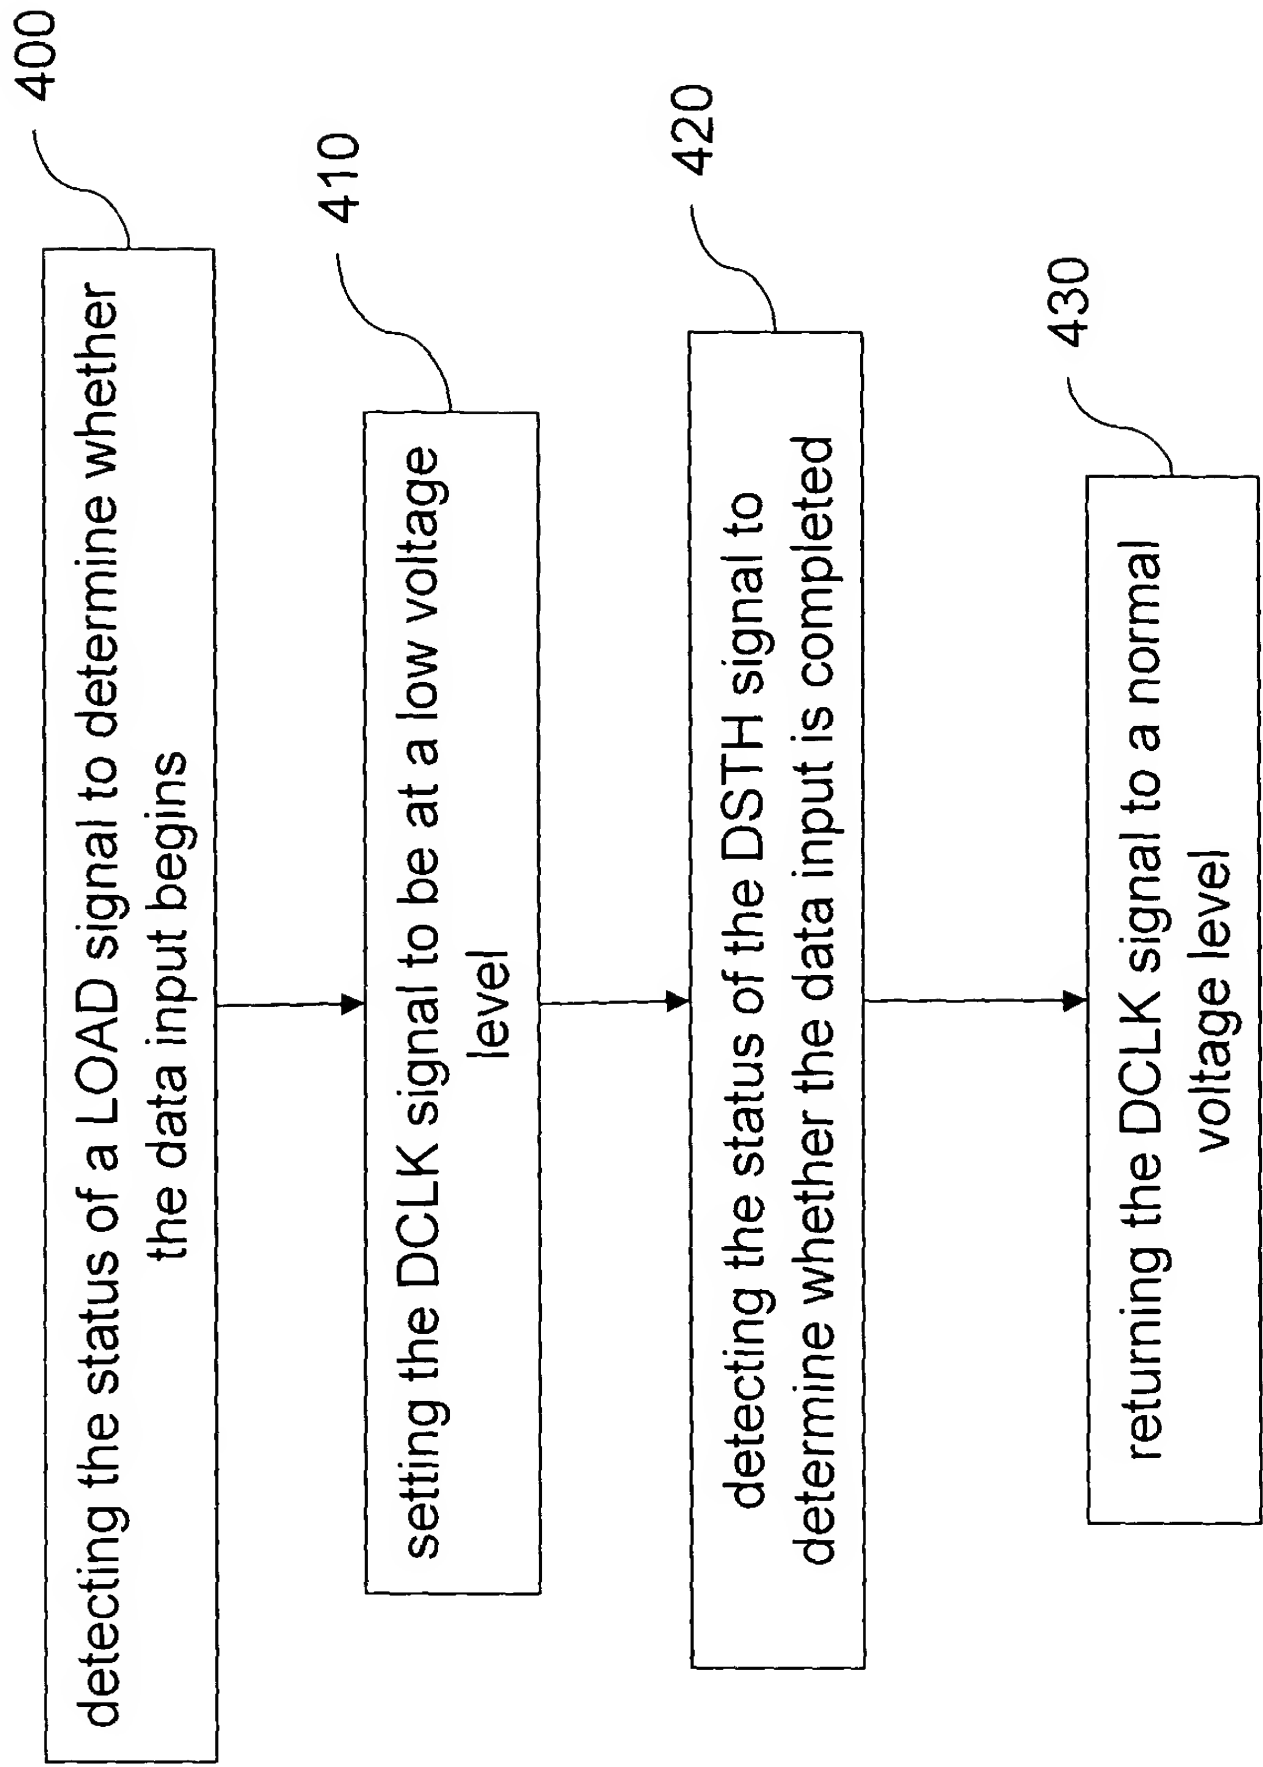 400
detecting the status of a LOAD signal to determine whether
the data input begins
410
setting the DCLK signal to be at a low voltage
level
420
detecting the status of the DSTH signal to
determine whether the data input is completed
430
returning the DCLK signal to a normal
voltage level